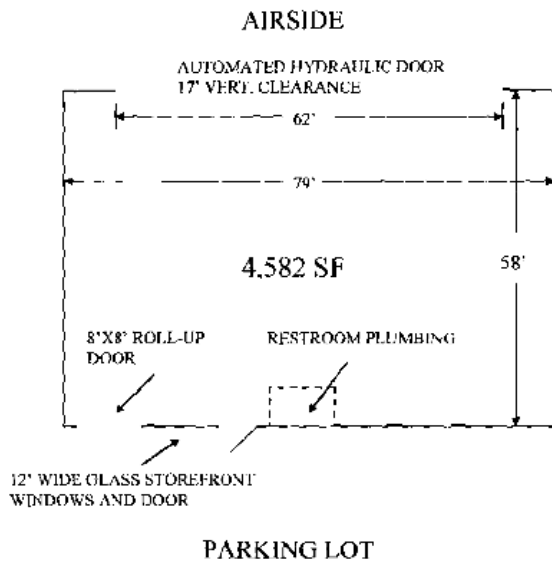 AIRSIDE
AUTOMATED HYDRAULIC DOOR
17' VERT. CLEARANCE
62'
79'
4,582 SF
58'
8'X8' ROLL-UP
DOOR
RESTROOM PLUMBING
12' WIDE GLASS STOREFRONT
WINDOWS AND DOOR
PARKING LOT